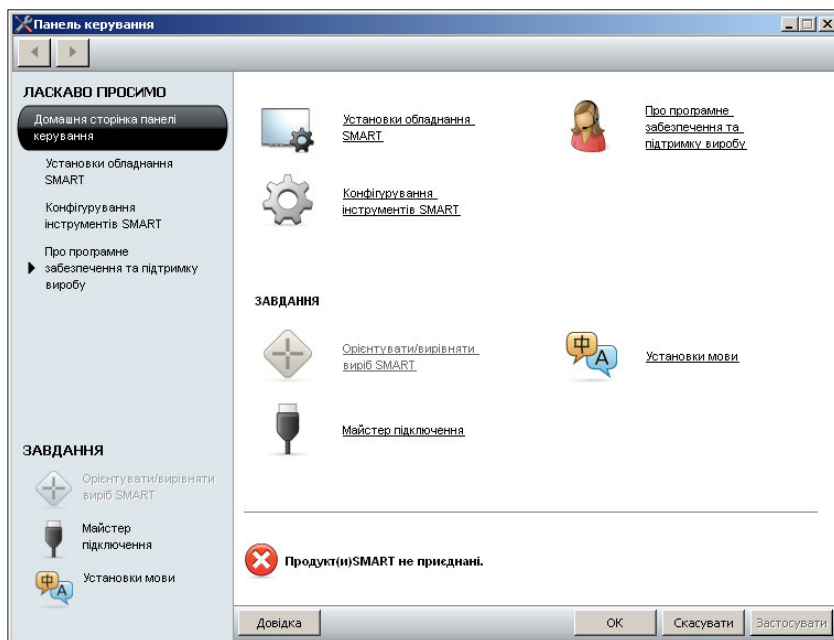 Панель керування
ЛАСКАВО ПРОСИМО
Домашня сторінка панелі
керування
Установки обладнання
SMART
Конфігурування
інструментів SMART
Про програмне
забезпечення та підтримку
виробу
ЗАВДАННЯ
Орієнтувати/вирівняти
виріб SMART
Майстер
підключення
Установки мови
Установки обладнання
SMART
Про програмне
забезпечення та
підтримку виробу
Конфігурування
інструментів SMART
ЗАВДАННЯ
Орієнтувати/вирівняти
виріб SMART
中
A
Установки мови
Майстер підключення
Продукт(и)SMART не приєднані.
中
A
Довідка
OK
Скасувати
Застосувати